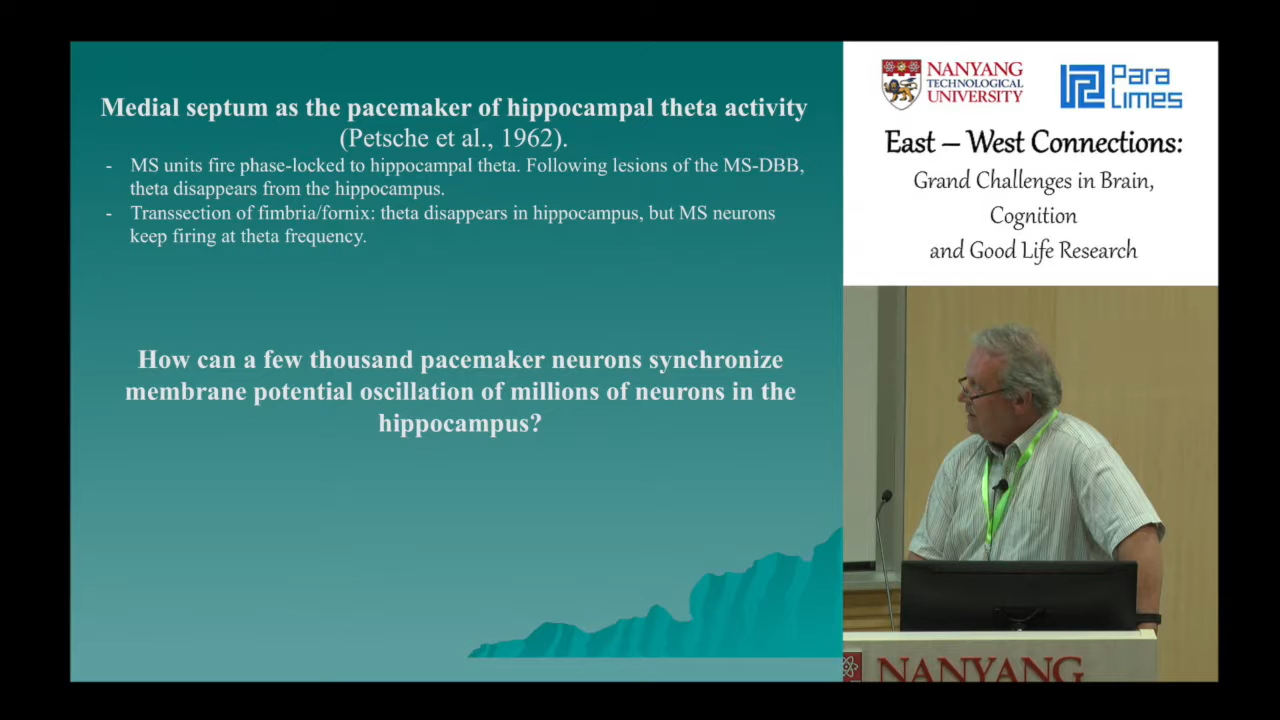 Medial septum as the pacemaker of hippocampal theta activity
(Petsche et al., 1962).
- MS units fire phase-locked to hippocampal theta. Following lesions of the MS-DBB,
theta disappears from the hippocampus.
- Transsection of fimbria/fornix: theta disappears in hippocampus, but MS neurons
keep firing at theta frequency.
How can a few thousand pacemaker neurons synchronize
membrane potential oscillation of millions of neurons in the
hippocampus?
NANYANG
TECHNOLOGICAL
UNIVERSITY
Para
Limes
East – West Connections:
Grand Challenges in Brain,
Cognition
and Good Life Research
NANYANG